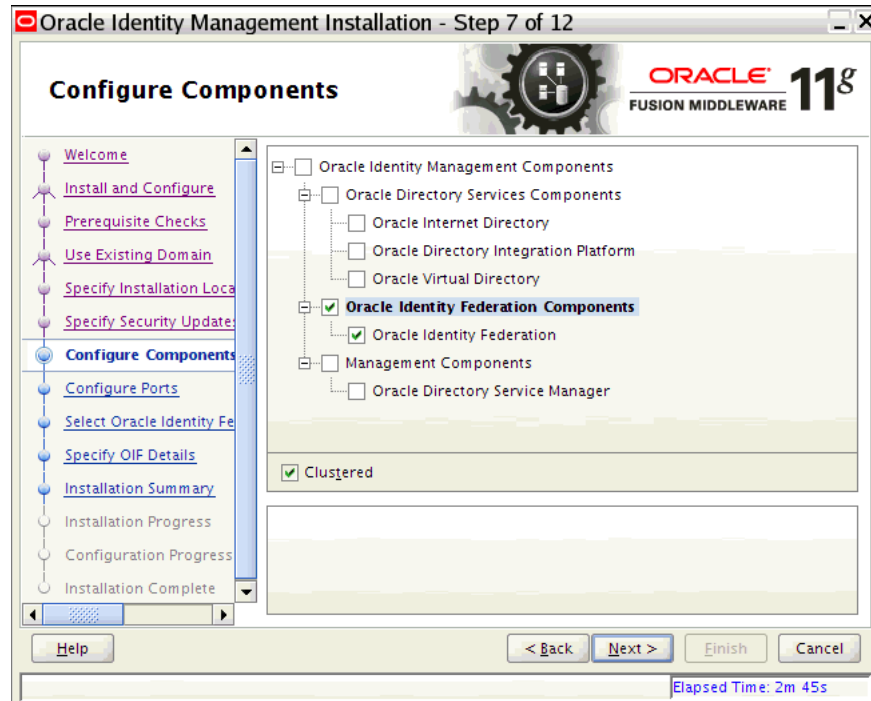 Oracle Identity Management Installation - Step 7 of 12
Configure Components
ORACLE
FUSION MIDDLEWARE
11g
Welcome
Install and Configure
Prerequisite Checks
Use Existing Domain
Specify Installation Loca
Specify Security Updates
Configure Components
Configure Ports
Select Oracle Identity Fe
Specify OIF Details
Installation Summary
Installation Progress
Configuration Progress
Installation Complete
Oracle Identity Management Components
Oracle Directory Services Components
Oracle Internet Directory
Oracle Directory Integration Platform
Oracle Virtual Directory
Oracle Identity Federation Components
Oracle Identity Federation
Management Components
Oracle Directory Service Manager
Clustered
Help
< Back
Next >
Finish
Cancel
Elapsed Time: 2m 45s